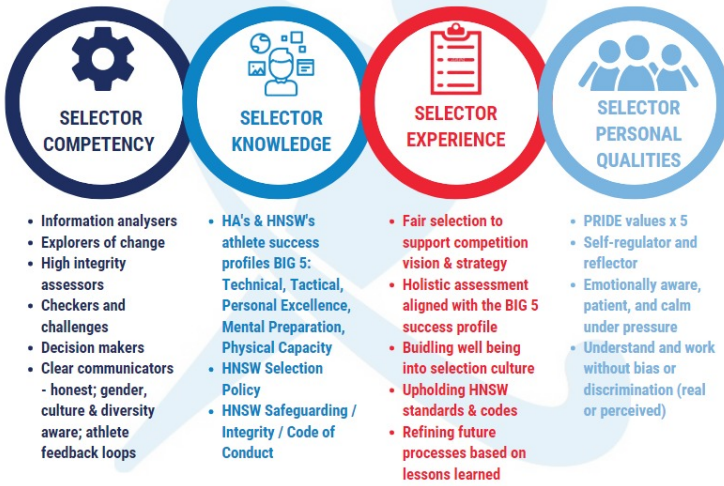 SELECTOR
COMPETENCY
• Information analysers
• Explorers of change
• High integrity
assessors
• Checkers and
challenges
• Decision makers
• Clear communicators
- honest; gender,
culture & diversity
aware; athlete
feedback loops
SELECTOR
KNOWLEDGE
• HA's & HNSW's
athlete success
profiles BIG 5:
Technical, Tactical,
Personal Excellence,
Mental Preparation,
Physical Capacity
• HNSW Selection
Policy
• HNSW Safeguarding /
Integrity / Code of
Conduct
SELECTOR
EXPERIENCE
• Fair selection to
support competition
vision & strategy
• Holistic assessment
aligned with the BIG 5
success profile
• Buidling well being
into selection culture
• Upholding HNSW
standards & codes
• Refining future
processes based on
lessons learned
SELECTOR
PERSONAL
QUALITIES
• PRIDE values x 5
• Self-regulator and
reflector
• Emotionally aware,
patient, and calm
under pressure
• Understand and work
without bias or
discrimination (real
or perceived)